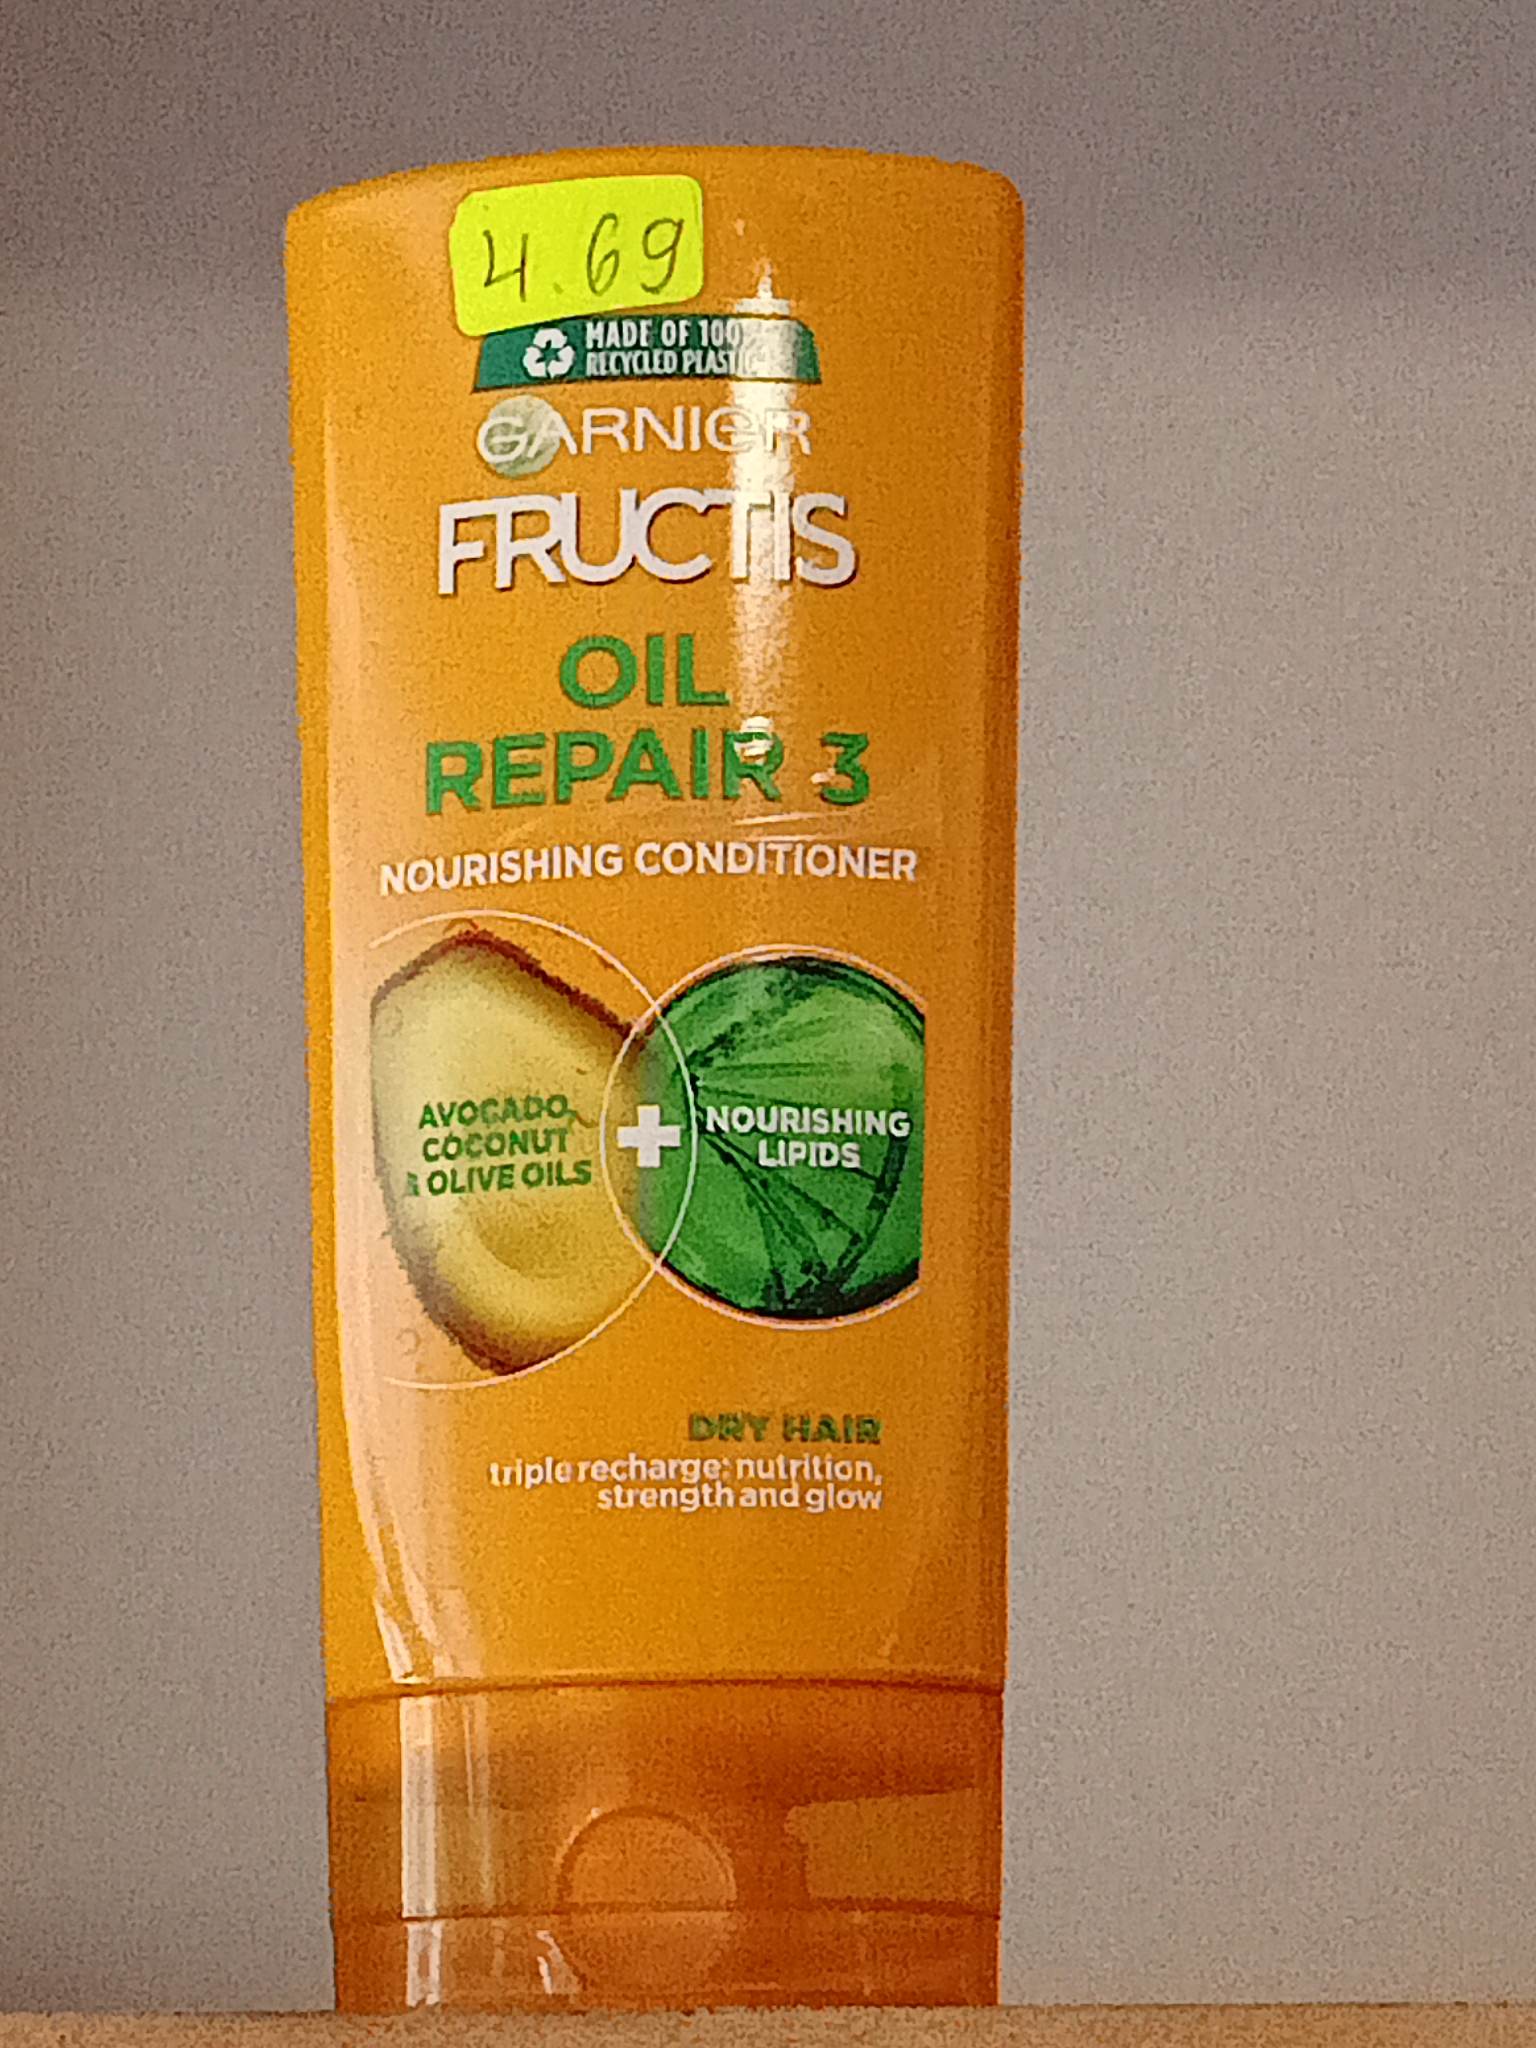 4.69
MADE OF 100
RECYCLED PLASTIC
GARNIER
FRUCTIS
OIL
REPAIR 3
NOURISHING CONDITIONER
AVOCADO,
COCONUT
& OLIVE OILS
+
NOURISHING
LIPIDS
DRY HAIR
triple recharge: nutrition,
strength and glow